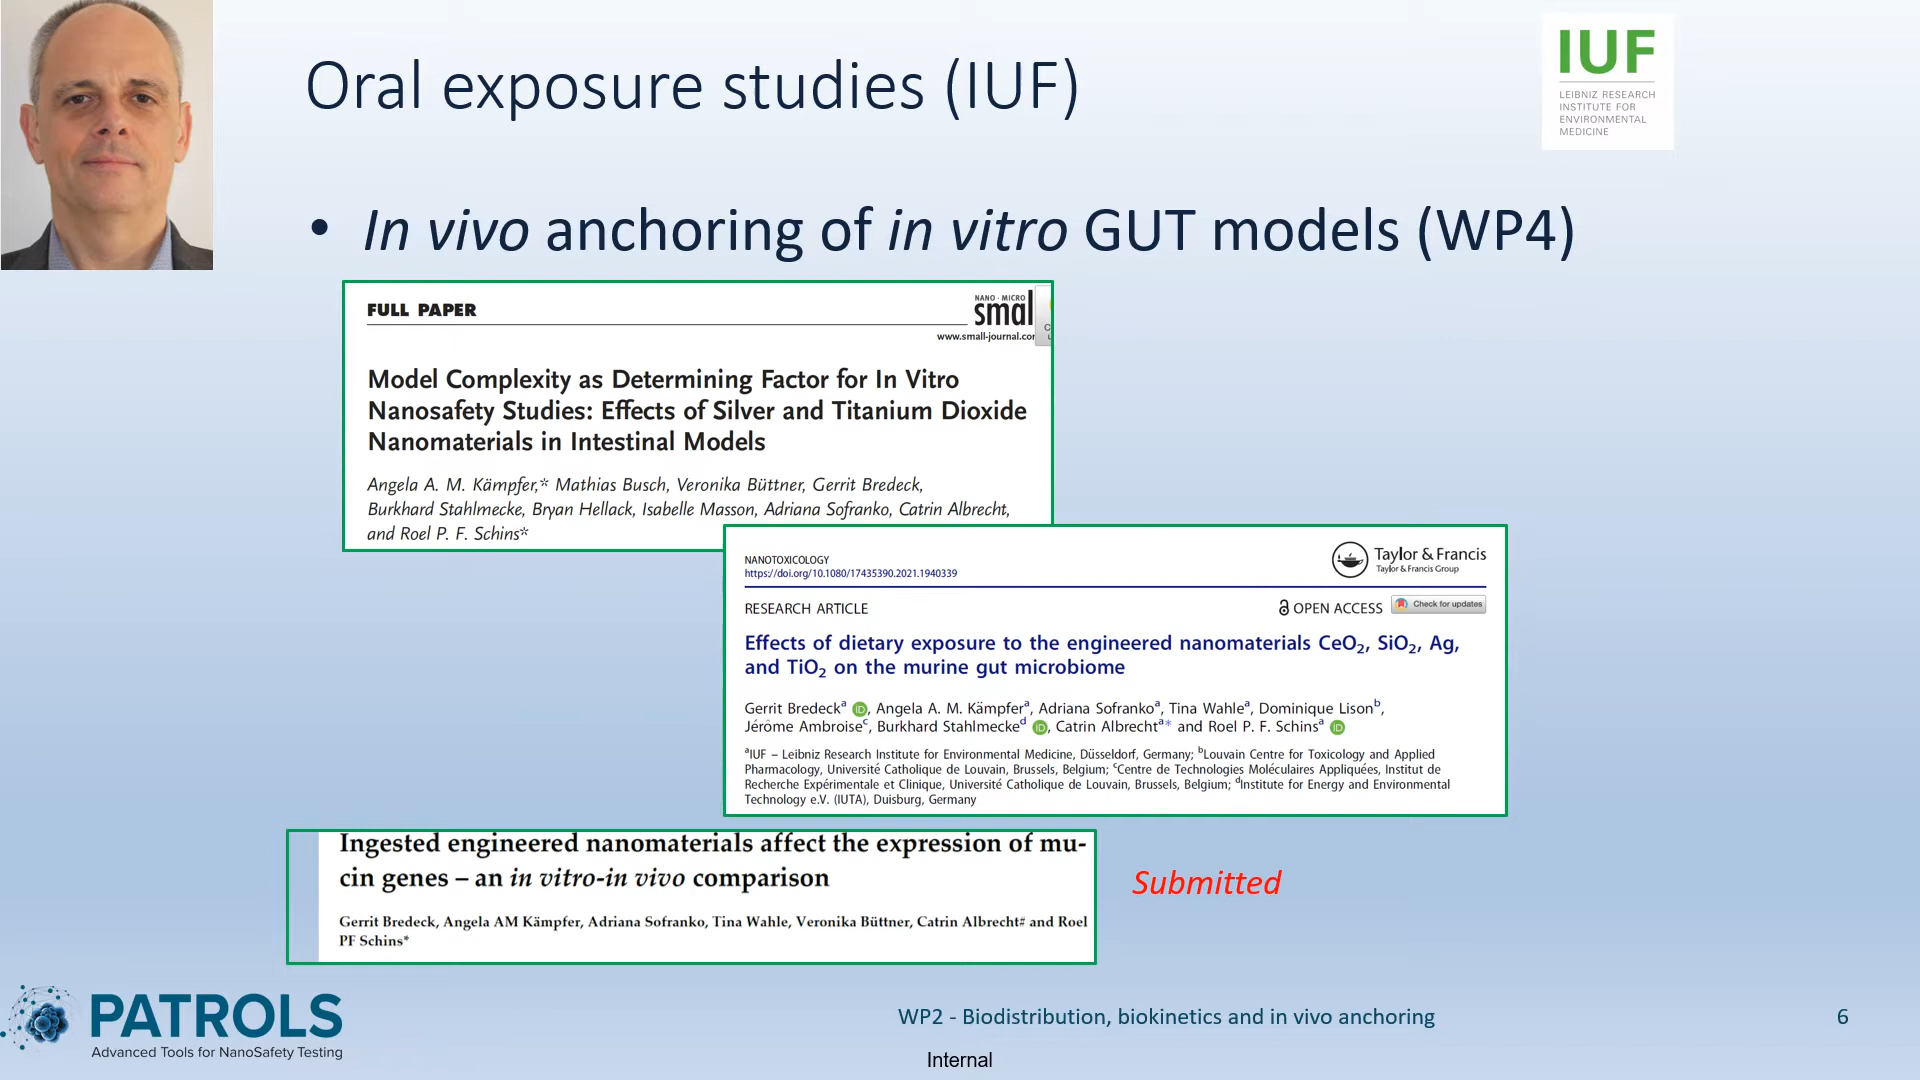 Oral exposure studies (IUF)
IUF
LEIBNIZ RESEARCH
INSTITUTE FOR
ENVIRONMENTAL
MEDICINE
• In vivo anchoring of in vitro GUT models (WP4)
FULL PAPER
NANO · MICRO
smal
www.small-journal.cor
Model Complexity as Determining Factor for In Vitro
Nanosafety Studies: Effects of Silver and Titanium Dioxide
Nanomaterials in Intestinal Models
Angela A. M. Kämpfer,* Mathias Busch, Veronika Büttner, Gerrit Bredeck,
Burkhard Stahlmecke, Bryan Hellack, Isabelle Masson, Adriana Sofranko, Catrin Albrecht,
and Roel P. F. Schins*
NANOTOXICOLOGY
https://doi.org/10.1080/17435390.2021.1940339
Taylor & Francis
Taylor & Francis Group
RESEARCH ARTICLE
OPEN ACCESS
Check for updates
Effects of dietary exposure to the engineered nanomaterials CeO₂, SiO₂, Ag,
and TiO₂ on the murine gut microbiome
Gerrit Bredeckᵃ iD, Angela A. M. Kämpferᵃ, Adriana Sofrankoᵃ, Tina Wahleᵃ, Dominique Lisonᵇ,
Jérôme Ambroiseᶜ, Burkhard Stahlmeckeᵈ iD, Catrin Albrechtᵃ* and Roel P. F. Schinsᵃ iD
ᵃIUF – Leibniz Research Institute for Environmental Medicine, Düsseldorf, Germany; ᵇLouvain Centre for Toxicology and Applied
Pharmacology, Université Catholique de Louvain, Brussels, Belgium; ᶜCentre de Technologies Moléculaires Appliquées, Institut de
Recherche Expérimentale et Clinique, Université Catholique de Louvain, Brussels, Belgium; ᵈInstitute for Energy and Environmental
Technology e.V. (IUTA), Duisburg, Germany
Ingested engineered nanomaterials affect the expression of mu-
cin genes – an in vitro-in vivo comparison
Gerrit Bredeck, Angela AM Kämpfer, Adriana Sofranko, Tina Wahle, Veronika Büttner, Catrin Albrecht# and Roel
PF Schins*
Submitted
PATROLS
Advanced Tools for NanoSafety Testing
WP2 - Biodistribution, biokinetics and in vivo anchoring
6
Internal